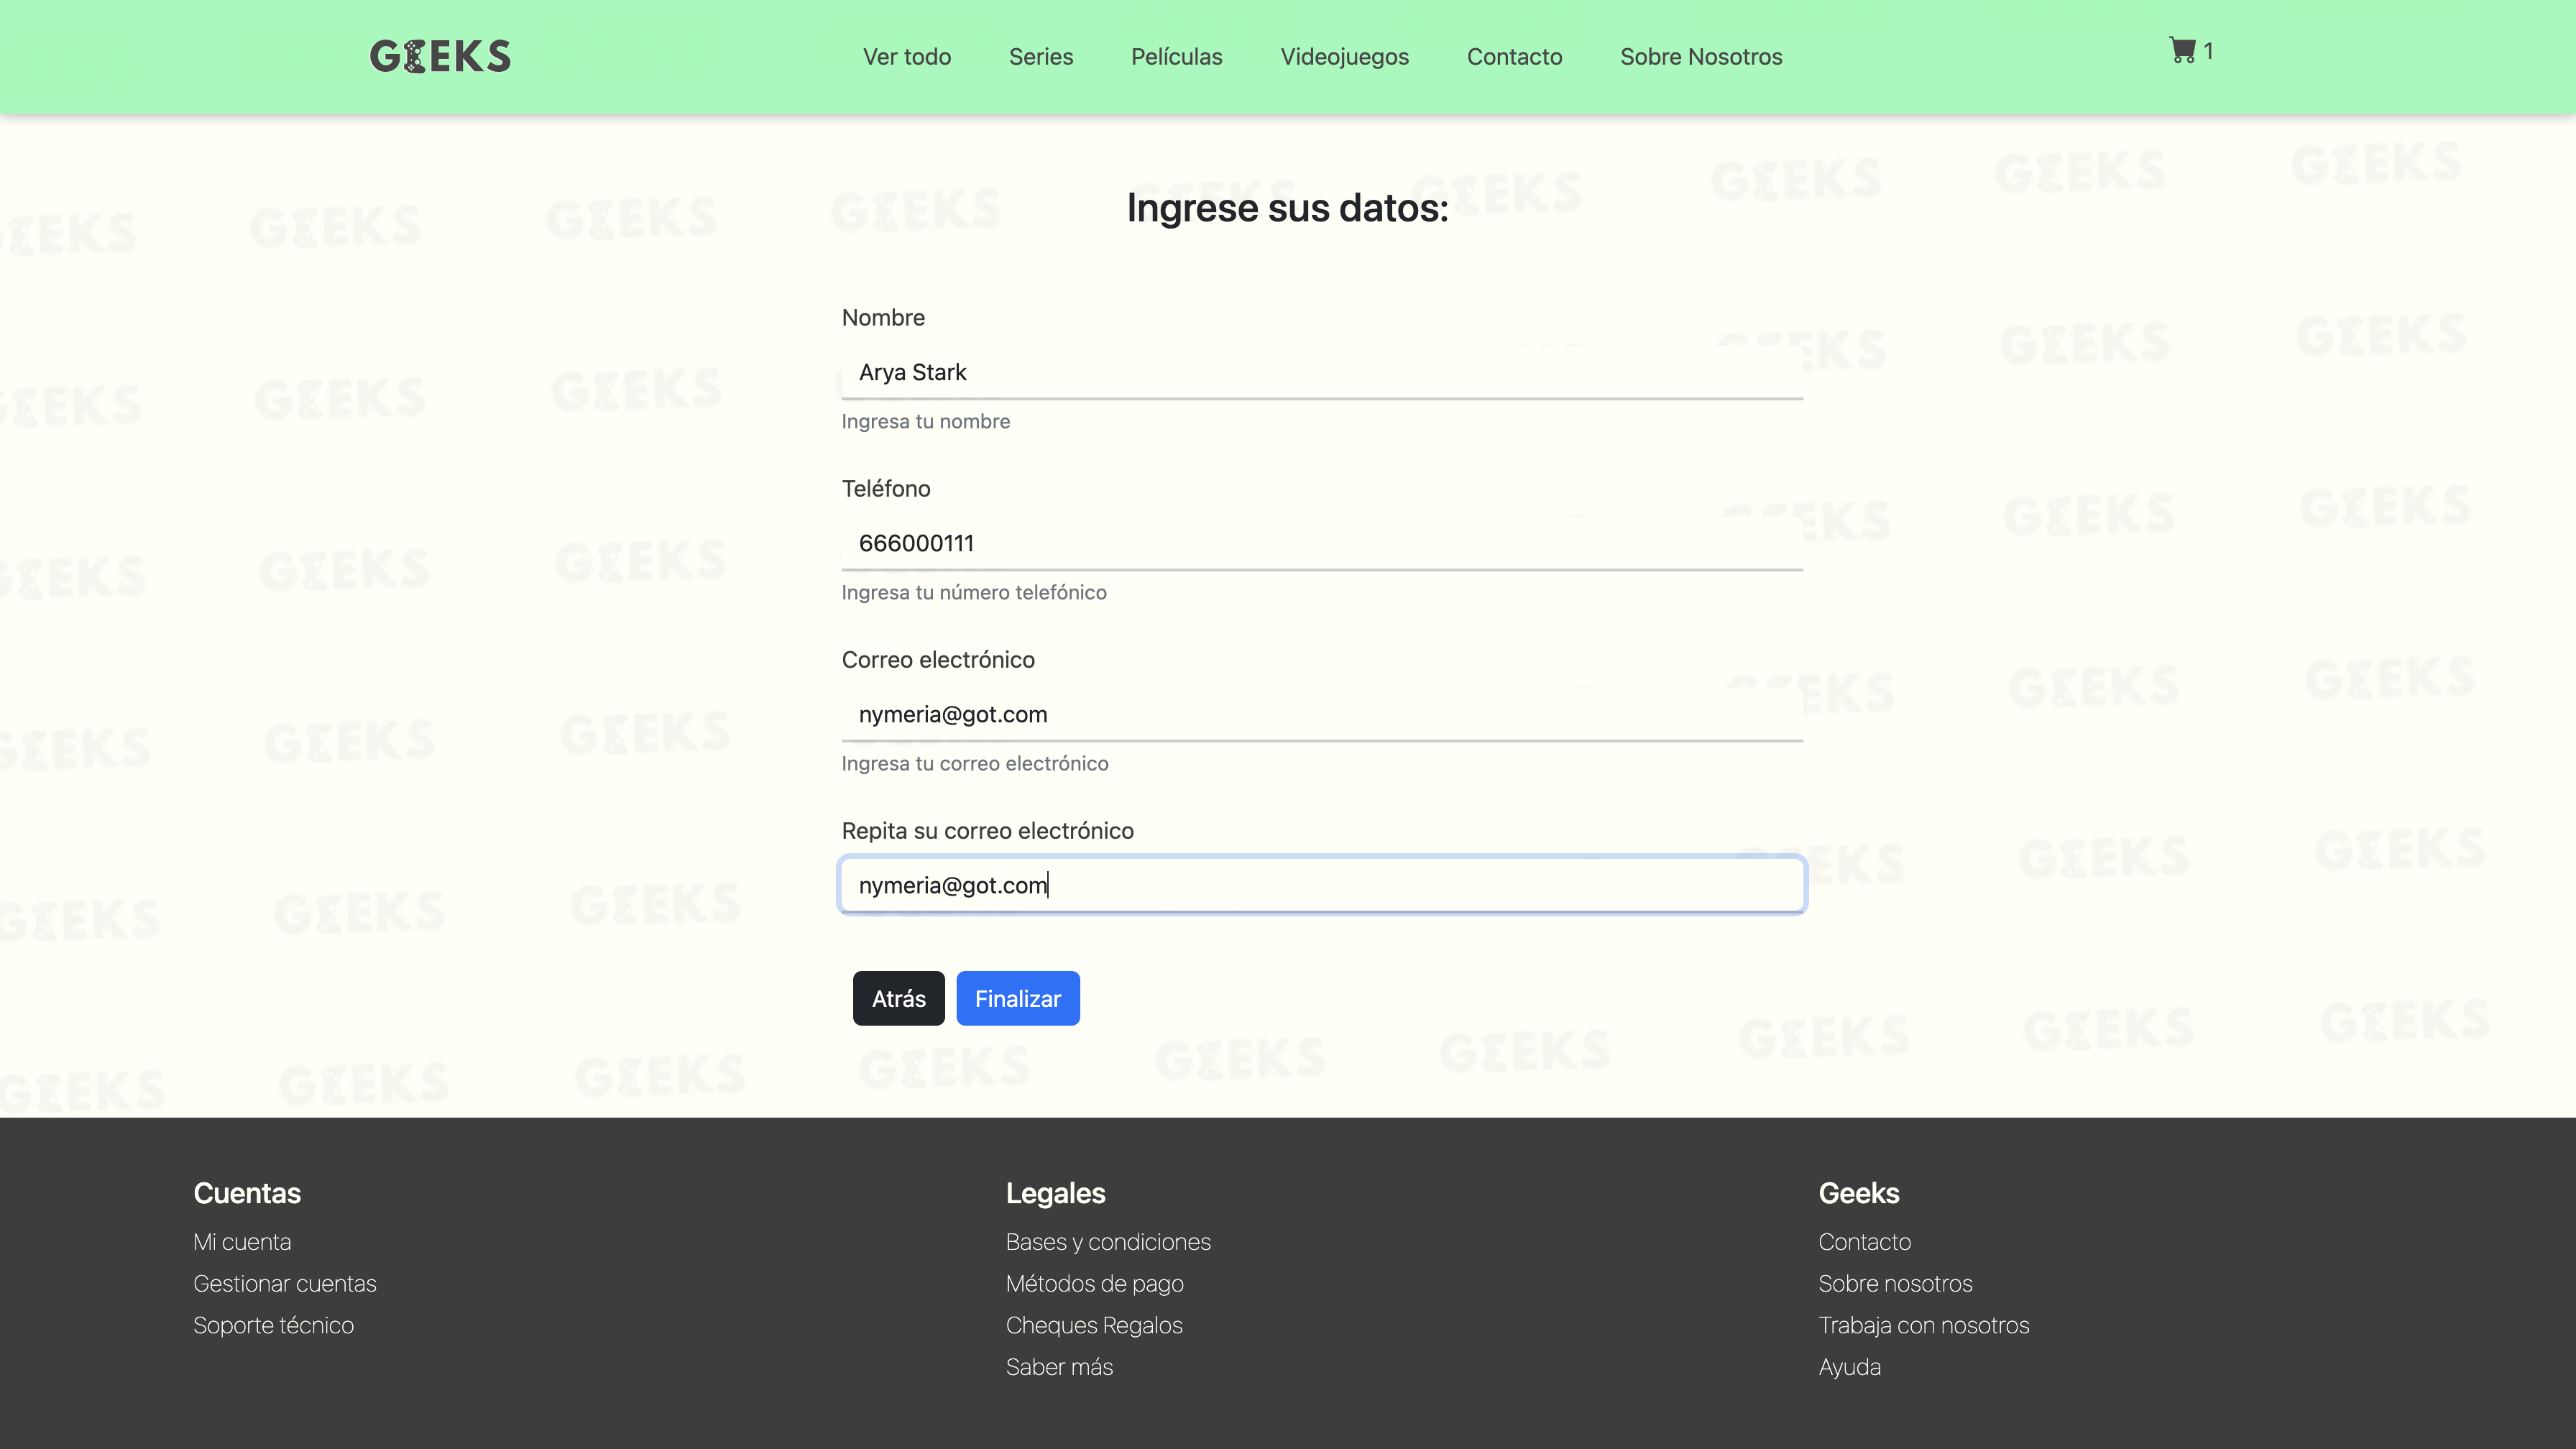 GEEKS
Ver todo Series Películas Videojuegos Contacto Sobre Nosotros 1
Ingrese sus datos:
Nombre
Arya Stark
Ingresa tu nombre
Teléfono
666000111
Ingresa tu número telefónico
Correo electrónico
nymeria@got.com
Ingresa tu correo electrónico
Repita su correo electrónico
nymeria@got.com
Atrás Finalizar
Cuentas
Mi cuenta
Gestionar cuentas
Soporte técnico
Legales
Bases y condiciones
Métodos de pago
Cheques Regalos
Saber más
Geeks
Contacto
Sobre nosotros
Trabaja con nosotros
Ayuda